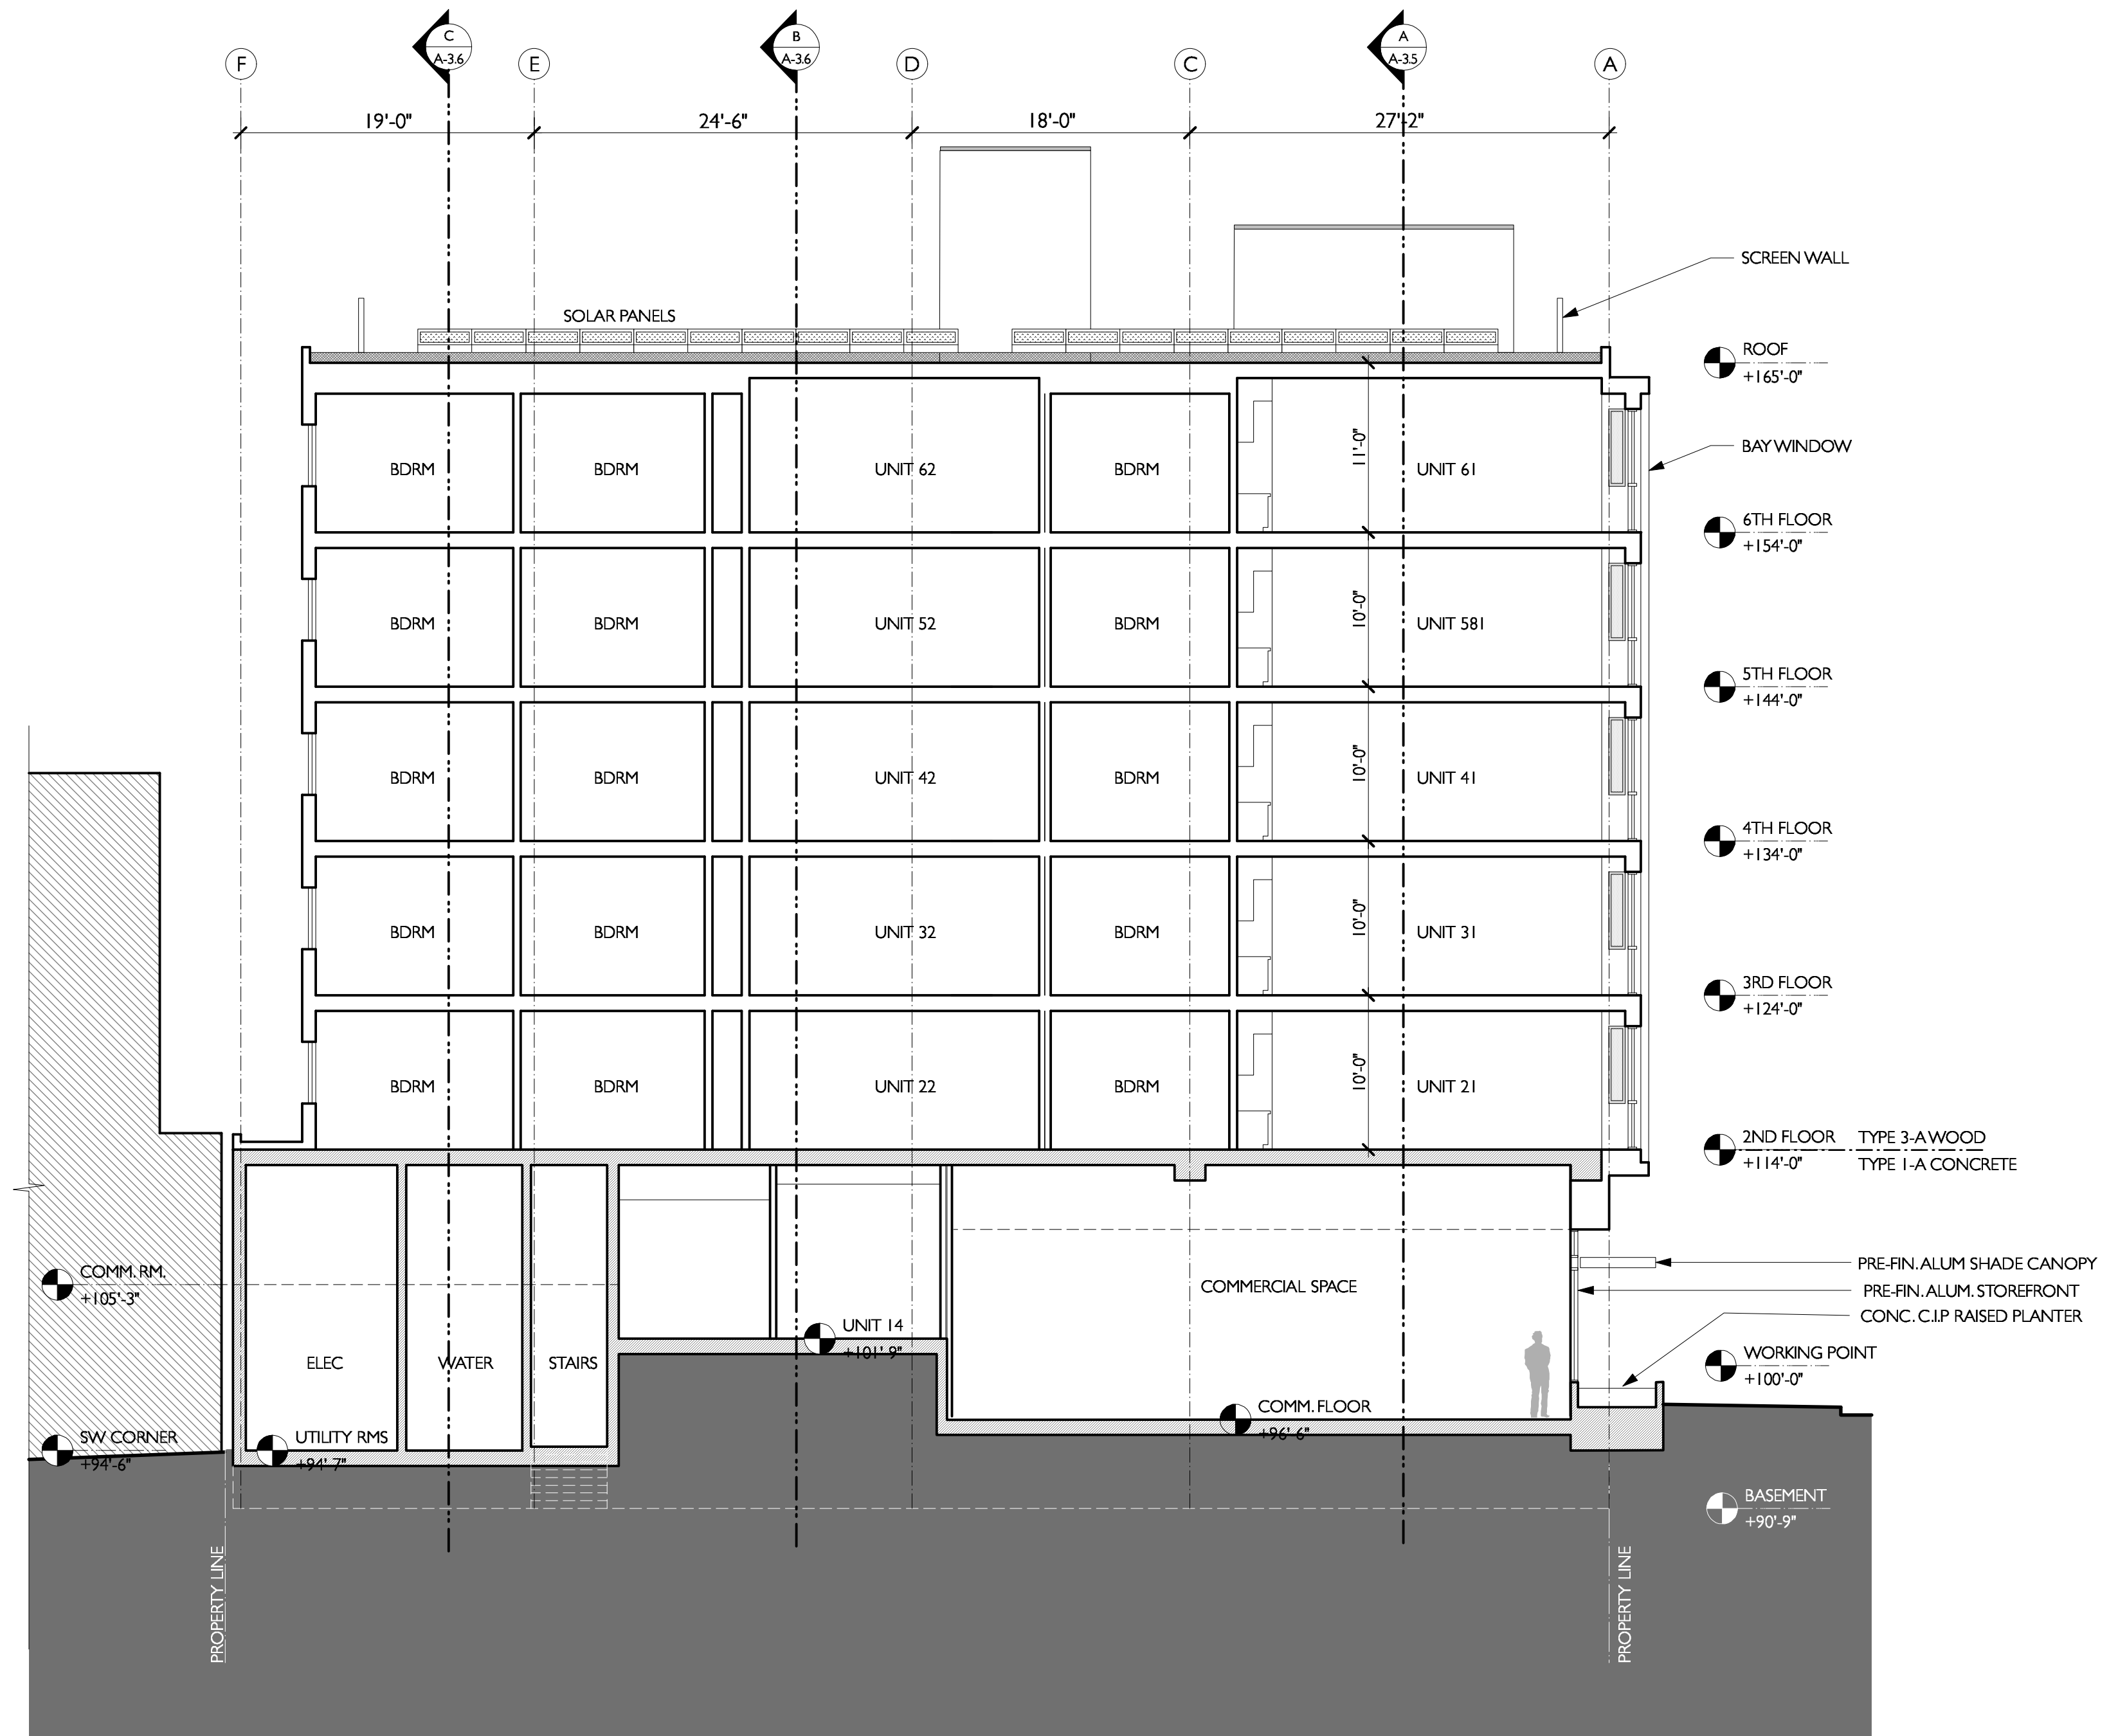 F
C
A-3.6
E
B
A-3.6
D
C
A
A-3.5
A
19'-0"
24'-6"
18'-0"
27'-2"
SCREEN WALL
SOLAR PANELS
ROOF
+165'-0"
11'-0"
BAY WINDOW
BDRM
BDRM
UNIT 62
BDRM
UNIT 61
6TH FLOOR
+154'-0"
10'-0"
BDRM
BDRM
UNIT 52
BDRM
UNIT 581
5TH FLOOR
+144'-0"
10'-0"
BDRM
BDRM
UNIT 42
BDRM
UNIT 41
4TH FLOOR
+134'-0"
10'-0"
BDRM
BDRM
UNIT 32
BDRM
UNIT 31
3RD FLOOR
+124'-0"
10'-0"
BDRM
BDRM
UNIT 22
BDRM
UNIT 21
2ND FLOOR
+114'-0"
TYPE 3-A WOOD
TYPE 1-A CONCRETE
COMM. RM.
+105'-3"
COMMERCIAL SPACE
PRE-FIN. ALUM SHADE CANOPY
PRE-FIN. ALUM. STOREFRONT
CONC. C.I.P RAISED PLANTER
UNIT 14
+101'-9"
ELEC
WATER
STAIRS
WORKING POINT
+100'-0"
COMM. FLOOR
+96'-6"
SW CORNER
+94'-6"
UTILITY RMS
+94'-7"
BASEMENT
+90'-9"
PROPERTY LINE
PROPERTY LINE